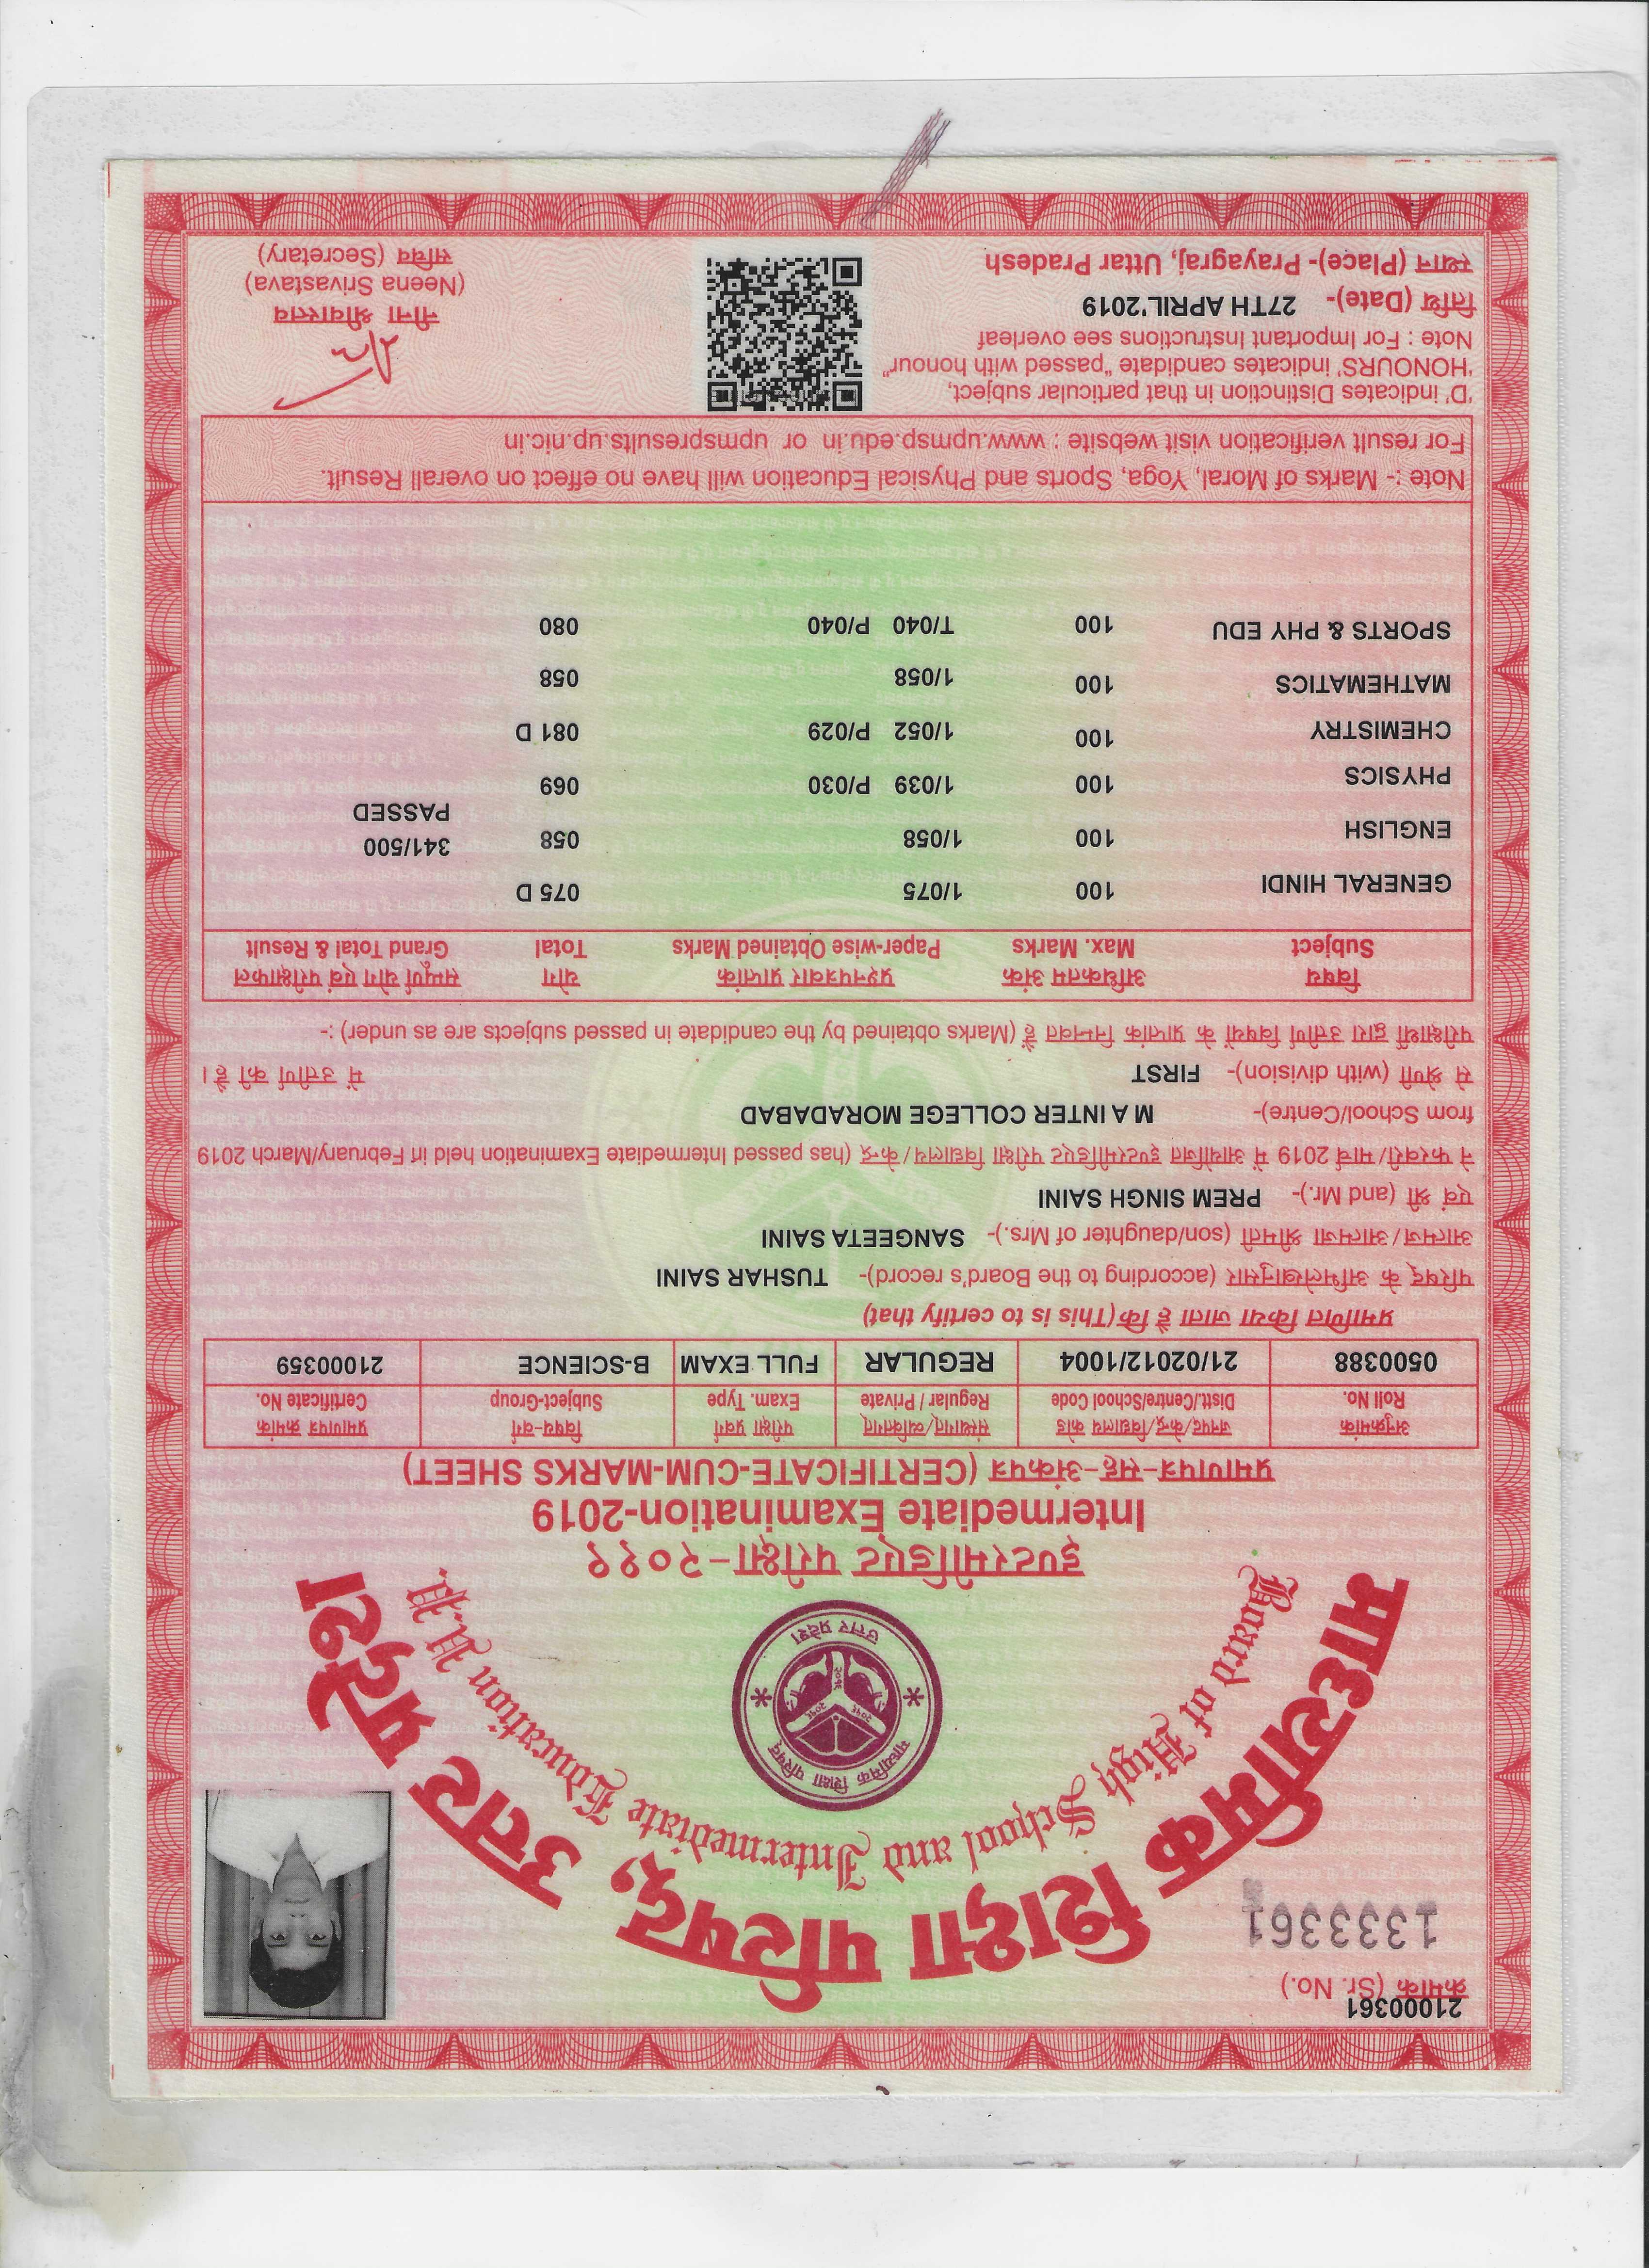 21000361
क्रमांक (Sr. No.)
1333361
माध्यमिक शिक्षा परिषद्, उत्तर प्रदेश
Board of High School and Intermediate Education U.P.
माध्यमिक शिक्षा परिषद्
उत्तर प्रदेश
इण्टरमीडिएट परीक्षा-२०१९
Intermediate Examination-2019
प्रमाणपत्र-सह-अंकपत्र (CERTIFICATE-CUM-MARKS SHEET)
अनुक्रमांक जनपद/केन्द्र/विद्यालय कोड संस्थागत्/व्यक्तिगत् परीक्षा प्रवर्ग विषय-वर्ग प्रमाणपत्र क्रमांक
Roll No. Distt./Centre/School Code Regular / Private Exam. Type Subject-Group Certificate No.
0500388 21/02012/1004 REGULAR FULL EXAM B-SCIENCE 21000359
प्रमाणित किया जाता है कि (This is to certify that)
परिषद् के अभिलेखानुसार (according to the Board's record)- TUSHAR SAINI
आत्मज/आत्मजा श्रीमती (son/daughter of Mrs.)- SANGEETA SAINI
एवं श्री (and Mr.)- PREM SINGH SAINI
ने फरवरी/मार्च 2019 में आयोजित इण्टरमीडिएट परीक्षा विद्यालय/केन्द्र (has passed Intermediate Examination held in February/March 2019
from School/Centre)- M A INTER COLLEGE MORADABAD
से श्रेणी (with division)- FIRST में उत्तीर्ण की है।
परीक्षार्थी द्वारा उत्तीर्ण विषयों के प्राप्तांक निम्नवत हैं (Marks obtained by the candidate in passed subjects are as under) :-
विषय अधिकतम अंक प्रश्नपत्रवार प्राप्तांक योग सम्पूर्ण योग एवं परीक्षाफल
Subject Max. Marks Paper-wise Obtained Marks Total Grand Total & Result
GENERAL HINDI 100 1/075 075 D
ENGLISH 100 1/058 058 341/500
PASSED
PHYSICS 100 1/039 P/030 069
CHEMISTRY 100 1/052 P/029 081 D
MATHEMATICS 100 1/058 058
SPORTS & PHY EDU 100 T/040 P/040 080
Note :- Marks of Moral, Yoga, Sports and Physical Education will have no effect on overall Result.
For result verification visit website : www.upmsp.edu.in or upmspresults.up.nic.in
'D' indicates Distinction in that particular subject,
'HONOURS' indicates candidate "passed with honour"
Note : For Important Instructions see overleaf
तिथि (Date)- 27TH APRIL'2019
स्थान (Place)- Prayagraj, Uttar Pradesh
नीना श्रीवास्तव
(Neena Srivastava)
सचिव (Secretary)